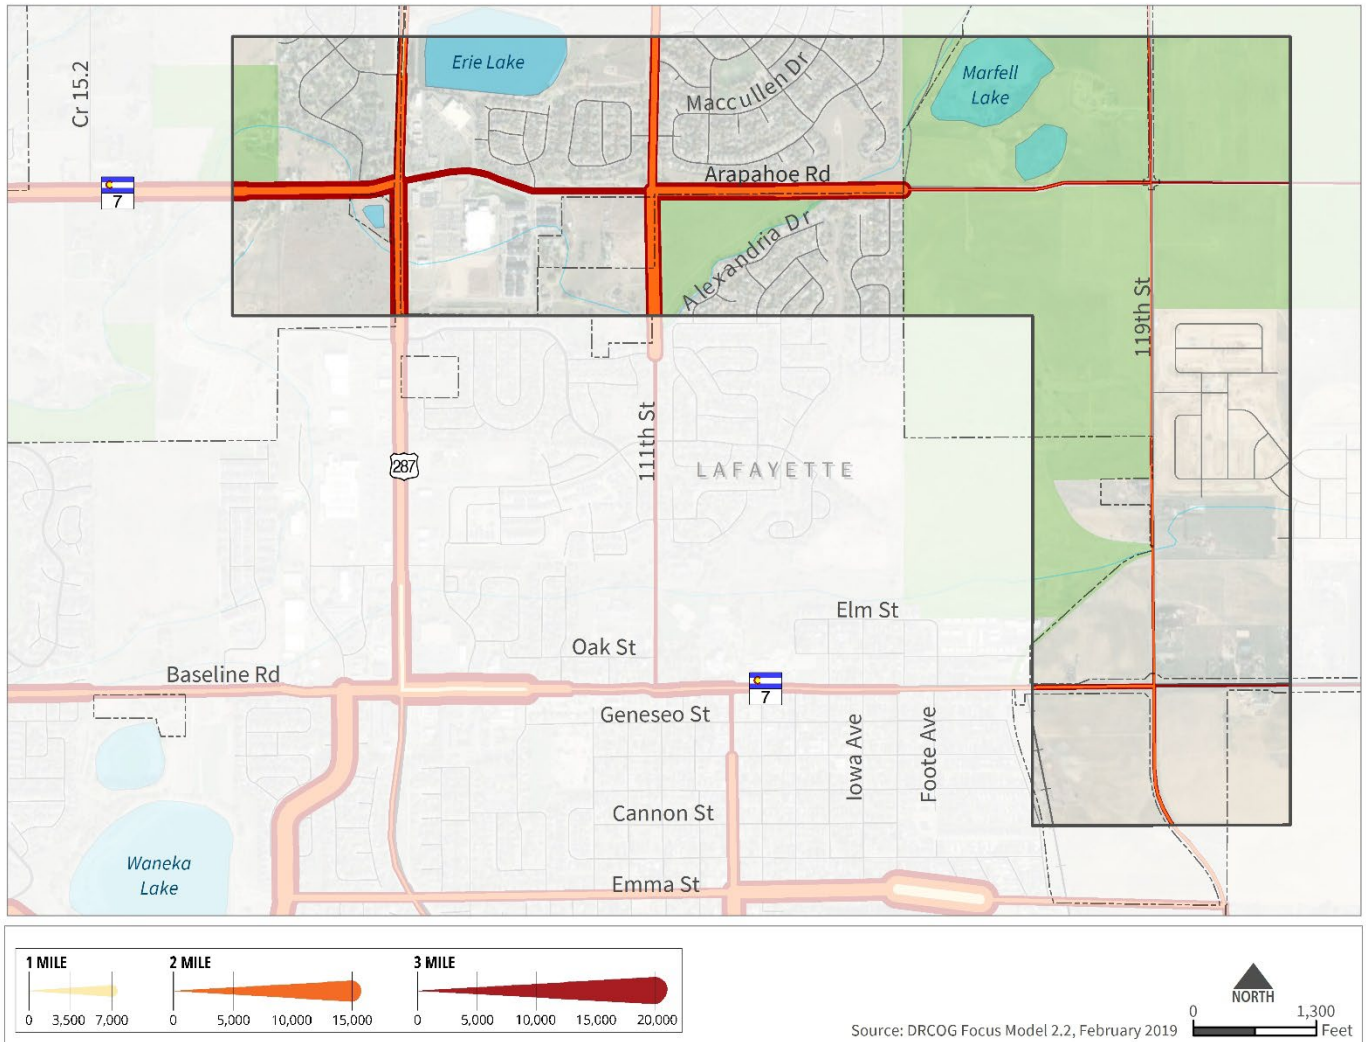 Erie Lake
Cr 15.2
Maccullen Dr
Marfell
Lake
7
Arapahoe Rd
Alexandria Dr
119th St
111th St
287
LAFAYETTE
Elm St
Oak St
Baseline Rd
7
Geneseo St
Iowa Ave
Foote Ave
Cannon St
Waneka
Lake
Emma St
1 MILE
0 3,500 7,000
2 MILE
0 5,000 10,000 15,000
3 MILE
0 5,000 10,000 15,000 20,000
NORTH
0 1,300
Feet
Source: DRCOG Focus Model 2.2, February 2019